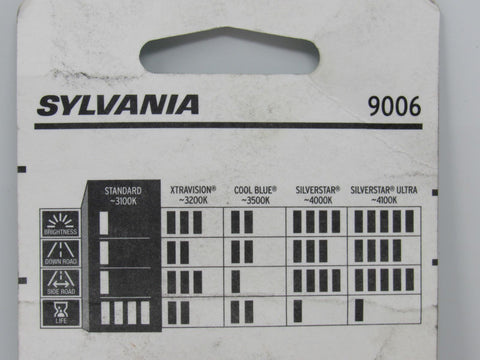 SYLVANIA 9006
STANDARD XTRAVISION® COOL BLUE® SILVERSTAR® SILVERSTAR® ULTRA
~3100K ~3200K ~3500K ~4000K ~4100K
BRIGHTNESS
DOWN ROAD
SIDE ROAD
LIFE